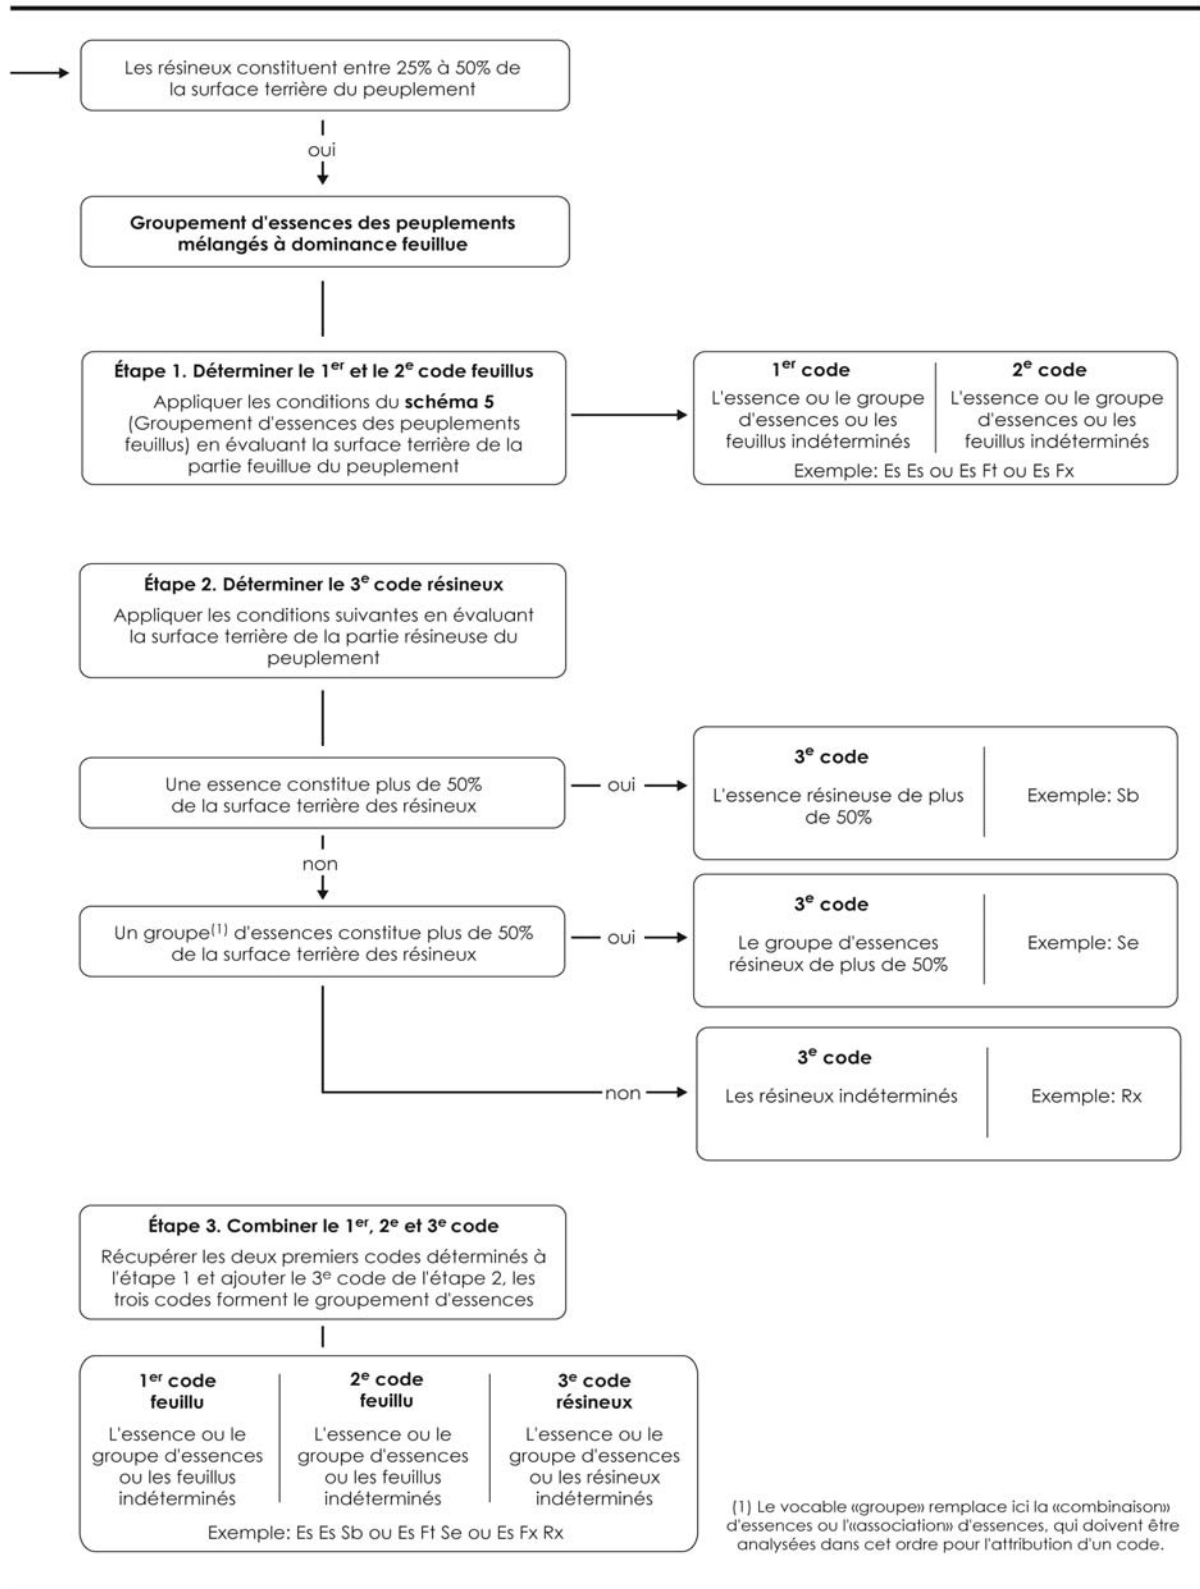 Les résineux constituent entre 25% à 50% de
la surface terrière du peuplement
oui
Groupement d'essences des peuplements
mélangés à dominance feuillue
Étape 1. Déterminer le 1er et le 2e code feuillus
Appliquer les conditions du schéma 5
(Groupement d'essences des peuplements
feuillus) en évaluant la surface terrière de la
partie feuillue du peuplement
1er code
L'essence ou le groupe
d'essences ou les
feuillus indéterminés
2e code
L'essence ou le groupe
d'essences ou les
feuillus indéterminés
Exemple: Es Es ou Es Ft ou Es Fx
Étape 2. Déterminer le 3e code résineux
Appliquer les conditions suivantes en évaluant
la surface terrière de la partie résineuse du
peuplement
Une essence constitue plus de 50%
de la surface terrière des résineux
oui
3e code
L'essence résineuse de plus
de 50%
Exemple: Sb
non
Un groupe(1) d'essences constitue plus de 50%
de la surface terrière des résineux
oui
3e code
Le groupe d'essences
résineux de plus de 50%
Exemple: Se
non
3e code
Les résineux indéterminés
Exemple: Rx
Étape 3. Combiner le 1er, 2e et 3e code
Récupérer les deux premiers codes déterminés à
l'étape 1 et ajouter le 3e code de l'étape 2, les
trois codes forment le groupement d'essences
1er code
feuillu
L'essence ou le
groupe d'essences
ou les feuillus
indéterminés
2e code
feuillu
L'essence ou le
groupe d'essences
ou les feuillus
indéterminés
3e code
résineux
L'essence ou le
groupe d'essences
ou les résineux
indéterminés
Exemple: Es Es Sb ou Es Ft Se ou Es Fx Rx
(1) Le vocable «groupe» remplace ici la «combinaison»
d'essences ou l'«association» d'essences, qui doivent être
analysées dans cet ordre pour l'attribution d'un code.